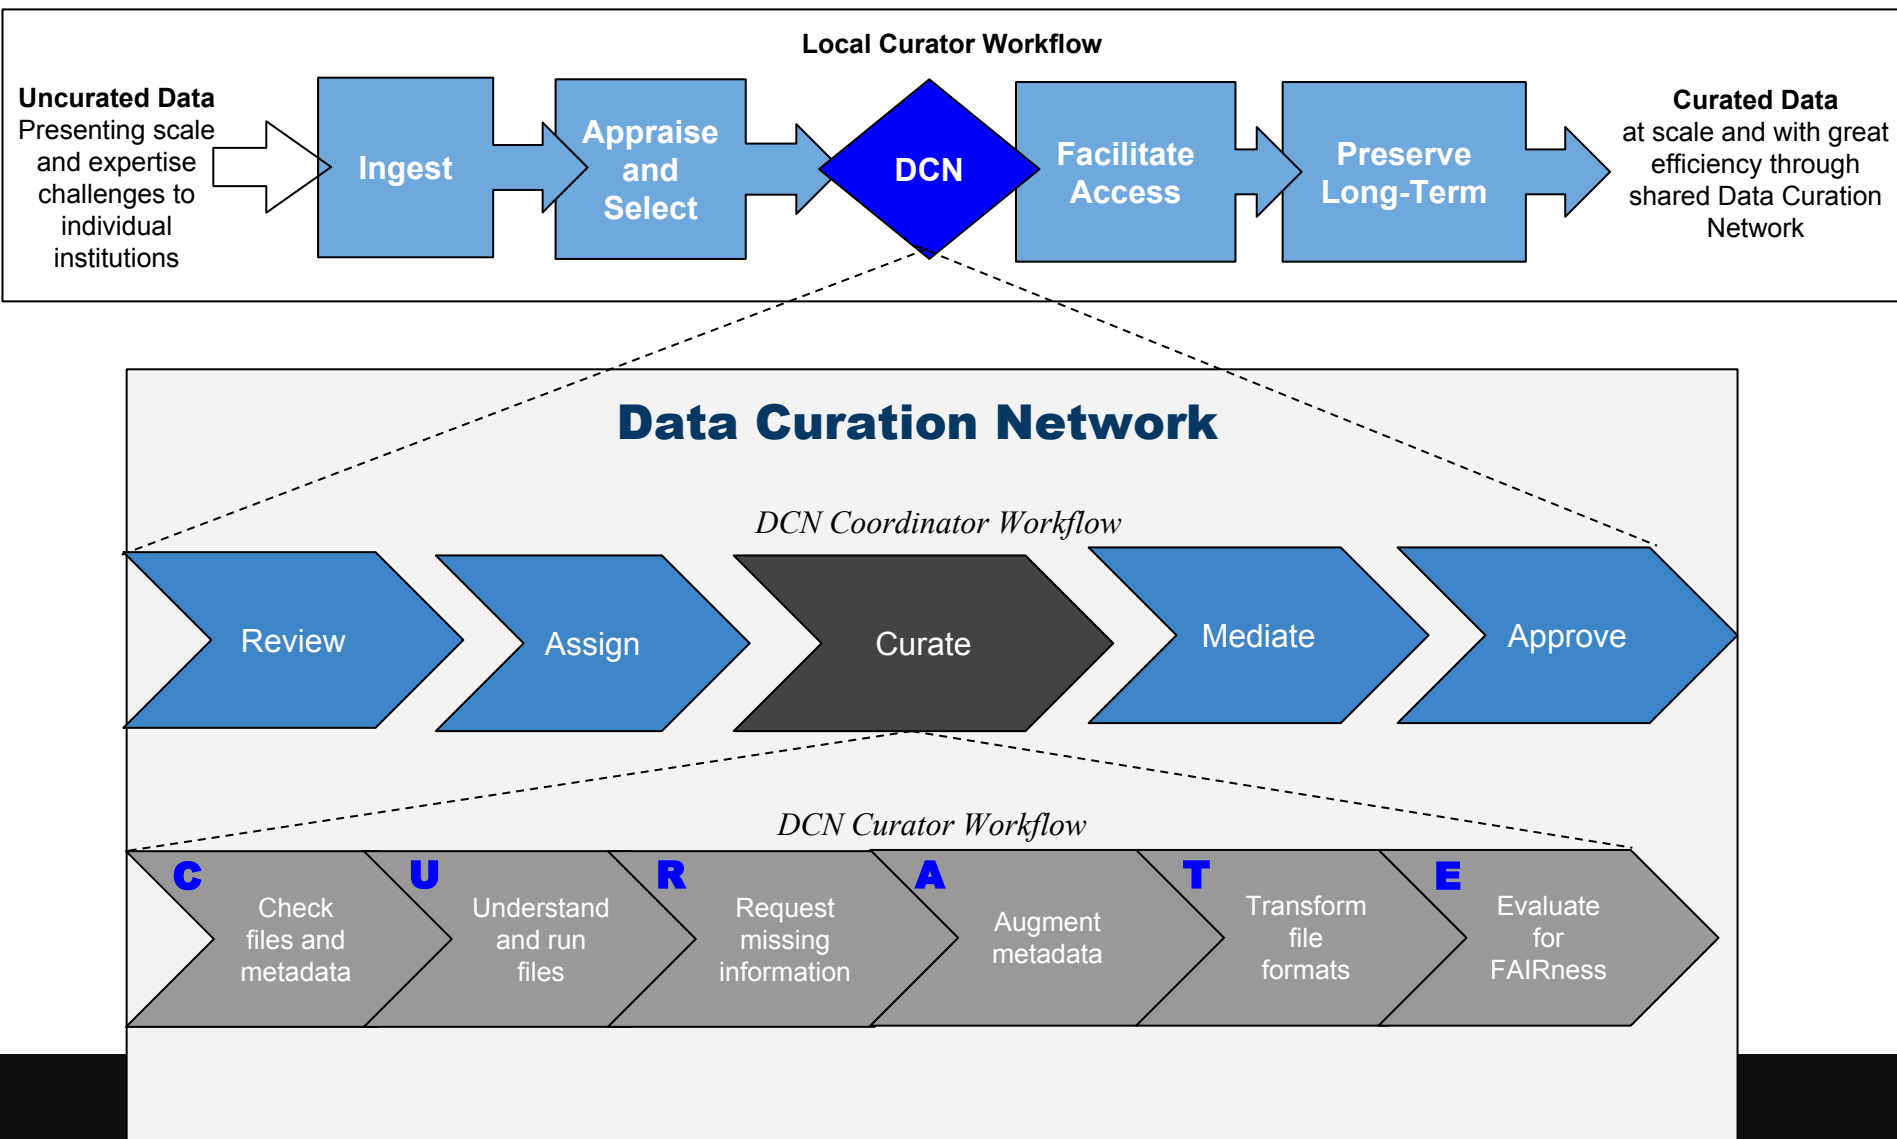 Local Curator Workflow
Uncurated Data
Presenting scale
and expertise
challenges to
individual
institutions
Ingest
Appraise
and
Select
DCN
Facilitate
Access
Preserve
Long-Term
Curated Data
at scale and with great
efficiency through
shared Data Curation
Network
Data Curation Network
DCN Coordinator Workflow
Review
Assign
Curate
Mediate
Approve
DCN Curator Workflow
C
Check
files and
metadata
U
Understand
and run
files
R
Request
missing
information
A
Augment
metadata
T
Transform
file
formats
E
Evaluate
for
FAIRness